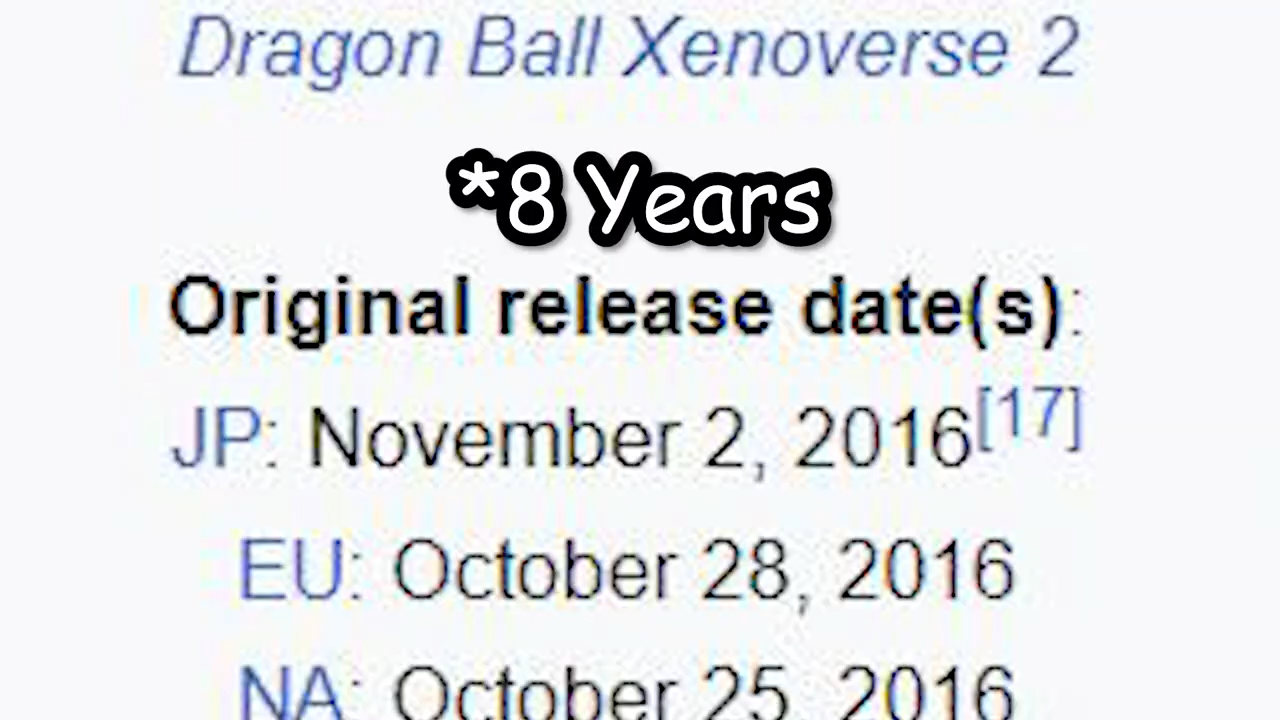 Dragon Ball Xenoverse 2
*8 Years
Original release date(s):
JP: November 2, 2016[17]
EU: October 28, 2016
NA: October 25, 2016